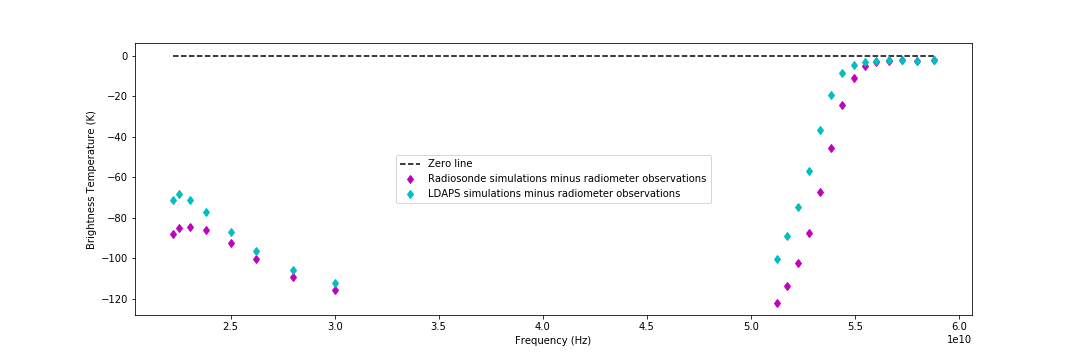 0
−20
−40
−60
−80
−100
−120
Brightness Temperature (K)
Zero line
Radiosonde simulations minus radiometer observations
LDAPS simulations minus radiometer observations
2.5 3.0 3.5 4.0 4.5 5.0 5.5 6.0
1e10
Frequency (Hz)